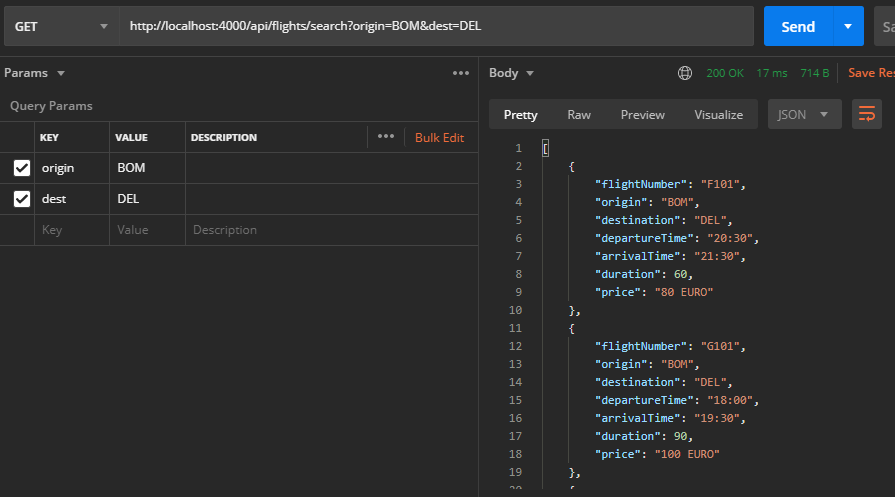 GET http://localhost:4000/api/flights/search?origin=BOM&dest=DEL Send
Params
Query Params
KEY VALUE DESCRIPTION Bulk Edit
origin BOM
dest DEL
Key Value Description
Body 200 OK 17 ms 714 B Save Res
Pretty Raw Preview Visualize JSON
1 [
2 {
3 "flightNumber": "F101",
4 "origin": "BOM",
5 "destination": "DEL",
6 "departureTime": "20:30",
7 "arrivalTime": "21:30",
8 "duration": 60,
9 "price": "80 EURO"
10 },
11 {
12 "flightNumber": "G101",
13 "origin": "BOM",
14 "destination": "DEL",
15 "departureTime": "18:00",
16 "arrivalTime": "19:30",
17 "duration": 90,
18 "price": "100 EURO"
19 },